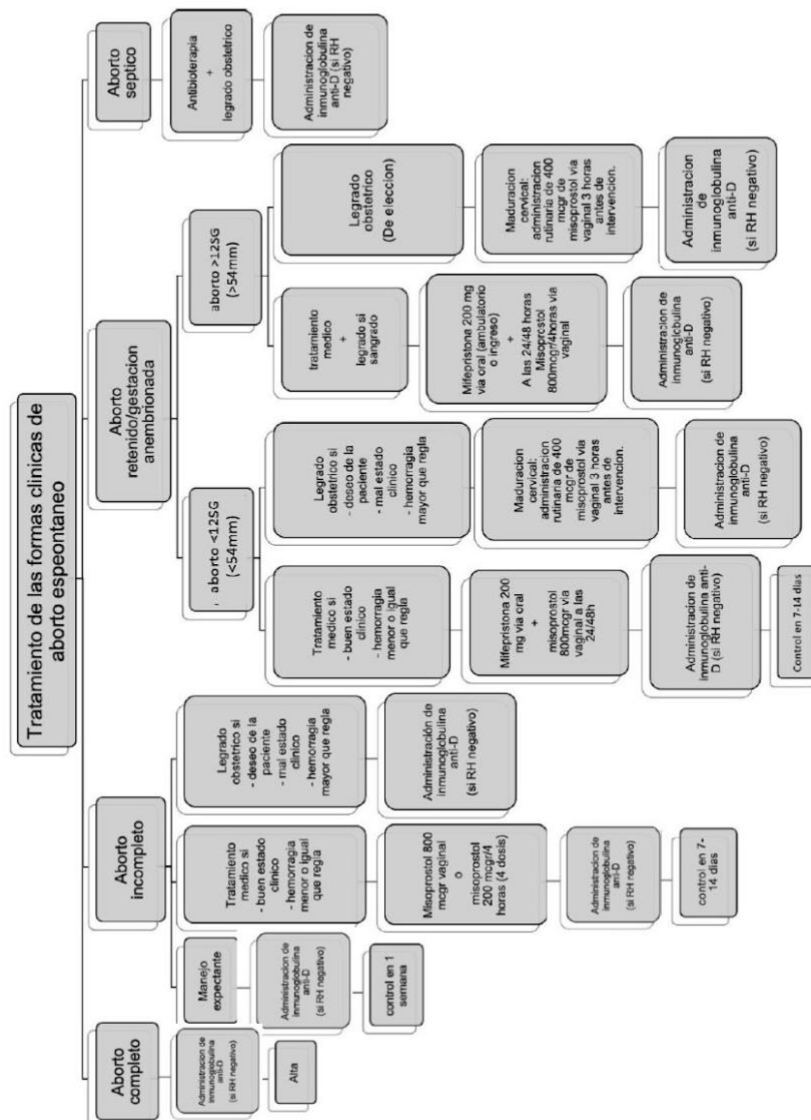 Tratamiento de las formas clinicas de
aborto espeontaneo
Aborto
completo
Administracion de
inmunoglobulina
anti-D
(si RH negativo)
Alta
Aborto
incompleto
Manejo
expectante
Administracion de
inmunoglobulina
anti-D
(si RH negativo)
control en 1
semana
Tratamiento
medico si
- buen estado
clinico
- hemorragia
menor o igual
que regla
Misoprostol 800
mcgr vaginal
o
misoprostol
200 mcgr/4
horas (4 dosis)
Administracion de
inmunoglobulina
anti-D
(si RH negativo)
control en 7-
14 dias
Legrado
obstetrico si
- deseo de la
paciente
- mal estado
clinico
- hemorragia
mayor que regla
Administración de
inmunoglobulina
anti-D
(si RH negativo)
Aborto
retenido/gestacion
anembrionada
aborto <12SG
(<54mm)
Tratamiento
medico si
- buen estado
clinico
- hemorragia
menor o igual
que regla
Mifepristona 200
mg via oral
+
misoprostol
800mcgr via
vaginal a las
24/48h
Administracion de
inmunoglobulina anti-
D (si RH negativo)
Control en 7-14 dias
Legrado
obstetrico si
- deseo de la
paciente
- mal estado
clinico
- hemorragia
mayor que regla
Maduracion
cervical:
administracion
rutinaria de 400
mcgr de
misoprostol via
vaginal 3 horas
antes de
intervencion.
Administracion de
inmunoglobulina
anti-D
(si RH negativo)
aborto >12SG
(>54mm)
tratamiento
medico
+
legrado si
sangrado
Mifepristona 200 mg
via oral (ambulatorio
o ingreso)
+
A las 24/48 horas
Misoprostol
800mcgr/4horas via
vaginal
Administracion de
inmunoglobulina
anti-D
(si RH negativo)
Legrado
obstetrico
(De eleccion)
Maduracion
cervical:
administracion
rutinaria de 400
mcgr de
misoprostol via
vaginal 3 horas
antes de
intervencion.
Administracion
de
inmunoglobulina
anti-D
(si RH negativo)
Aborto
septico
Antibioterapia
+
legrado obstetrico
Administracion de
inmunoglobulina
anti-D (si RH
negativo)